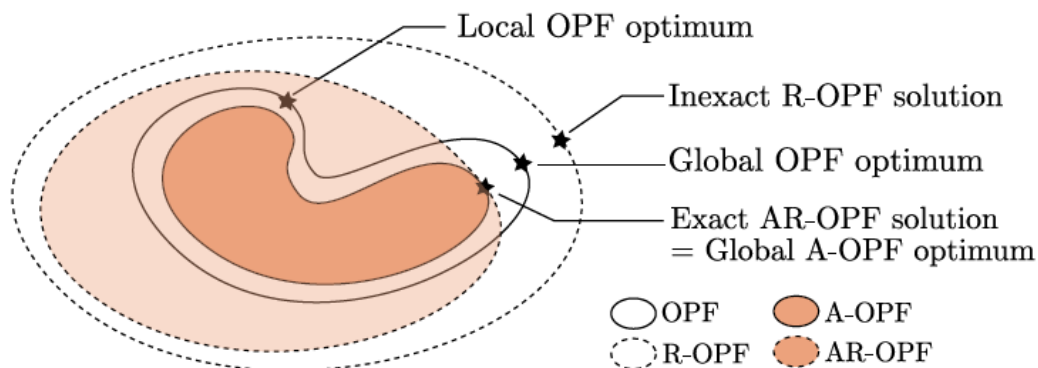 Local OPF optimum
Inexact R-OPF solution
Global OPF optimum
Exact AR-OPF solution
= Global A-OPF optimum
OPF A-OPF
R-OPF AR-OPF